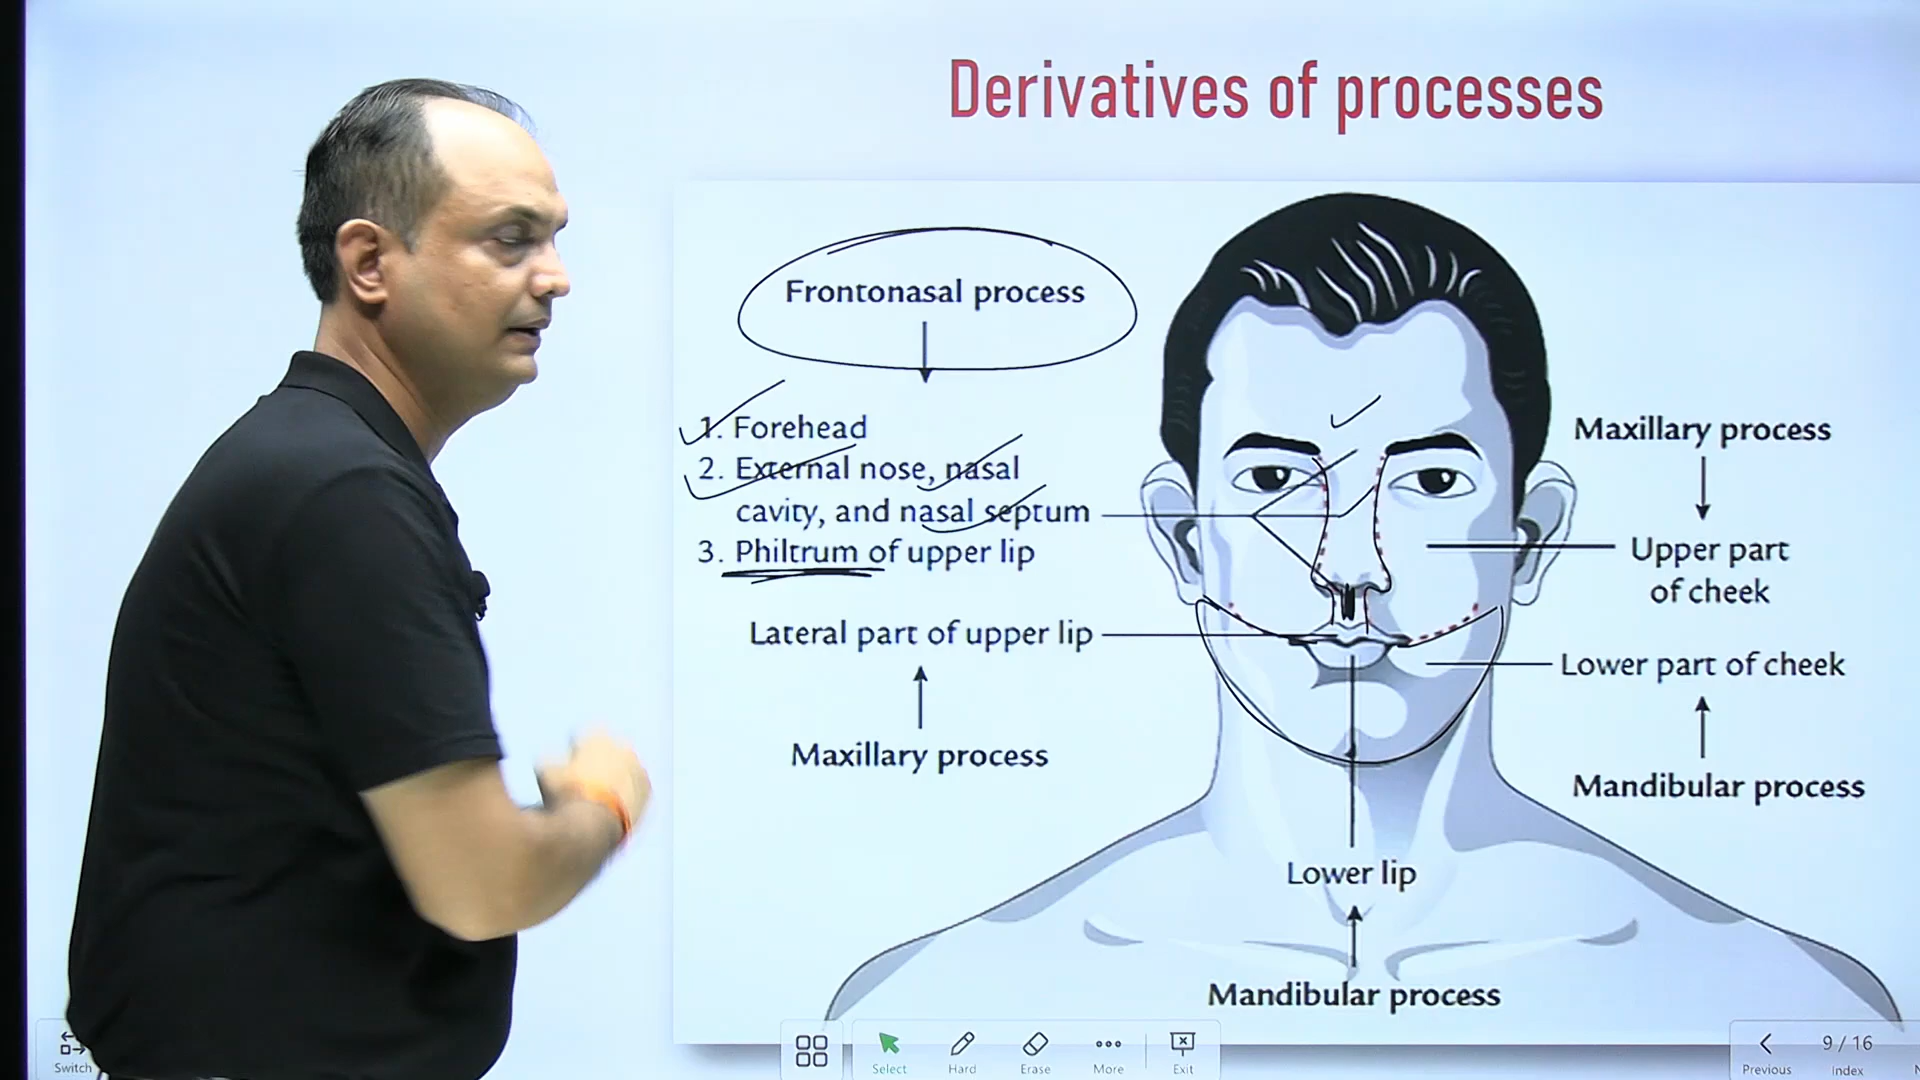 Derivatives of processes
Frontonasal process
1. Forehead
2. External nose, nasal
cavity, and nasal septum
3. Philtrum of upper lip
Lateral part of upper lip
Maxillary process
Maxillary process
Upper part
of cheek
Lower part of cheek
Mandibular process
Lower lip
Mandibular process
Switch
Select
Hard
Erase
More
Exit
Previous
9 / 16
Index